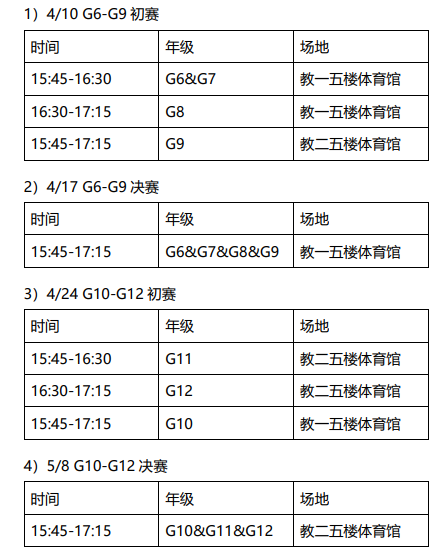 1）4/10 G6-G9 初赛
时间 年级 场地
15:45-16:30 G6&G7 教一五楼体育馆
16:30-17:15 G8 教一五楼体育馆
15:45-17:15 G9 教二五楼体育馆
2）4/17 G6-G9 决赛
时间 年级 场地
15:45-17:15 G6&G7&G8&G9 教一五楼体育馆
3）4/24 G10-G12 初赛
时间 年级 场地
15:45-16:30 G11 教二五楼体育馆
16:30-17:15 G12 教二五楼体育馆
15:45-17:15 G10 教一五楼体育馆
4）5/8 G10-G12 决赛
时间 年级 场地
15:45-17:15 G10&G11&G12 教二五楼体育馆